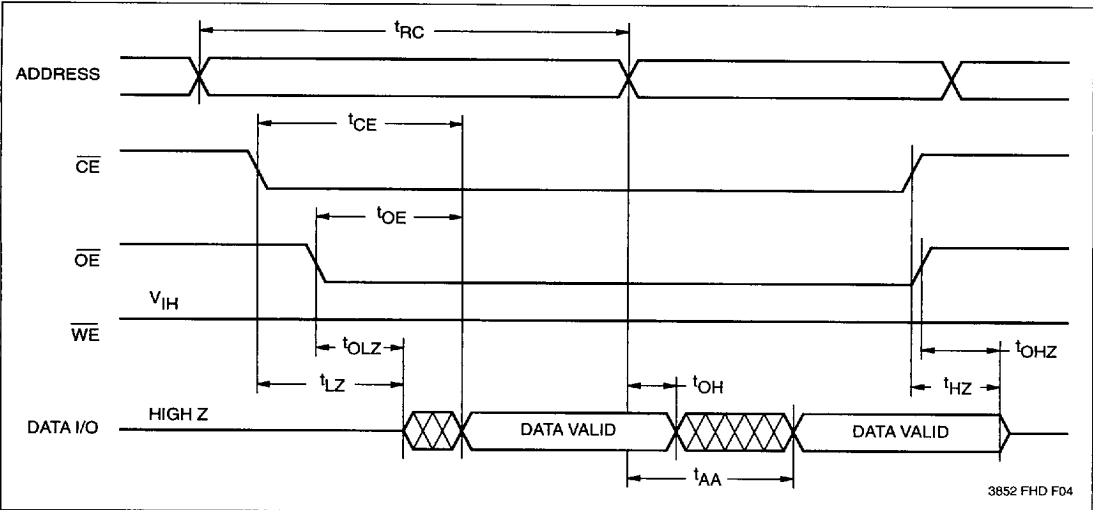 tRC
ADDRESS
tCE
CE
tOE
OE
VIH
WE
tOLZ
tOHZ
tLZ
tOH
tHZ
HIGH Z
DATA I/O
DATA VALID
DATA VALID
tAA
3852 FHD F04